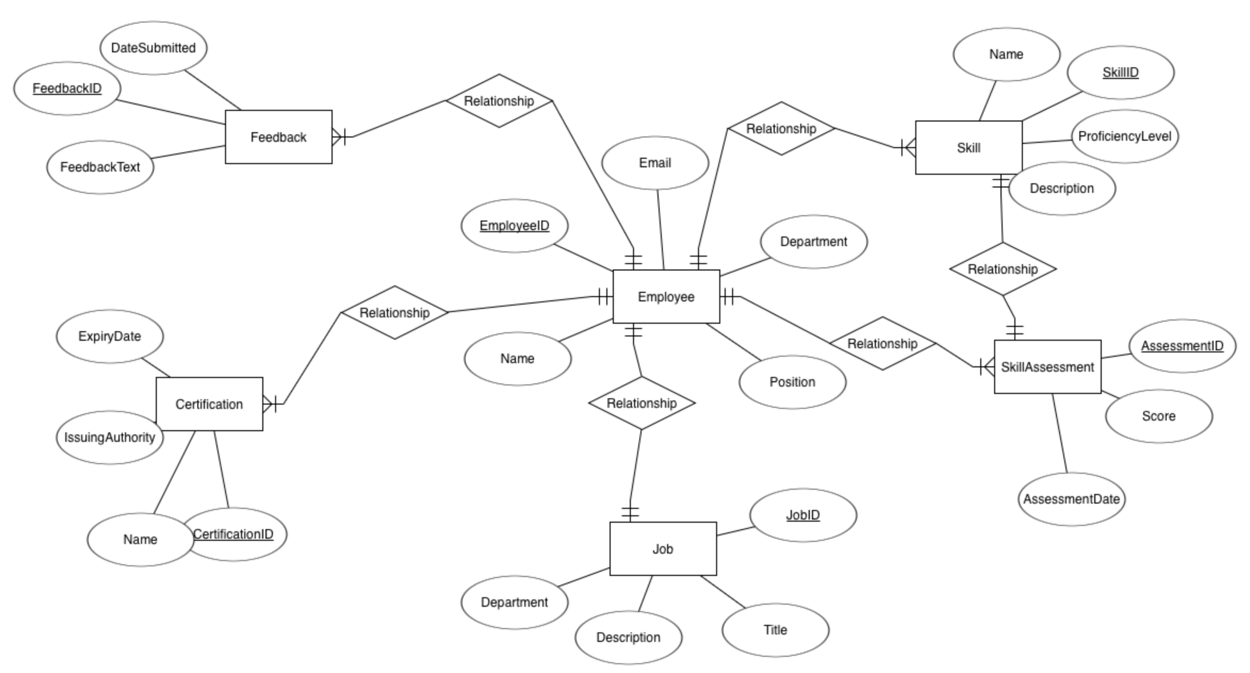 DateSubmitted
FeedbackID
Feedback
FeedbackText
Relationship
Relationship
Name
SkillID
ProficiencyLevel
Skill
Description
Email
EmployeeID
Department
Employee
Name
Position
Relationship
Relationship
Relationship
ExpiryDate
Certification
IssuingAuthority
Name
CertificationID
Relationship
SkillAssessment
AssessmentID
Score
AssessmentDate
JobID
Job
Department
Description
Title